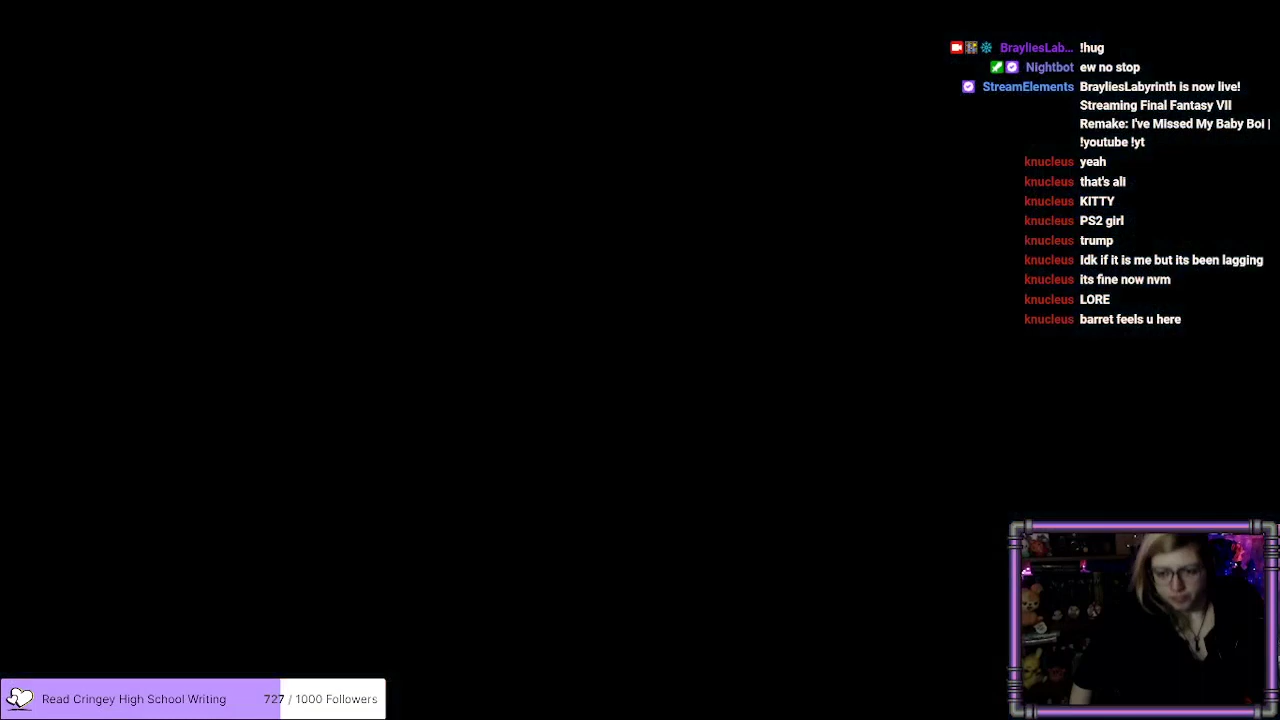 BrayliesLab... !hug
Nightbot ew no stop
StreamElements BrayliesLabyrinth is now live!
Streaming Final Fantasy VII
Remake: I've Missed My Baby Boi |
!youtube !yt
knucleus yeah
knucleus that's ali
knucleus KITTY
knucleus PS2 girl
knucleus trump
knucleus Idk if it is me but its been lagging
knucleus its fine now nvm
knucleus LORE
knucleus barret feels u here
Read Cringey High School Writing 727 / 1000 Followers